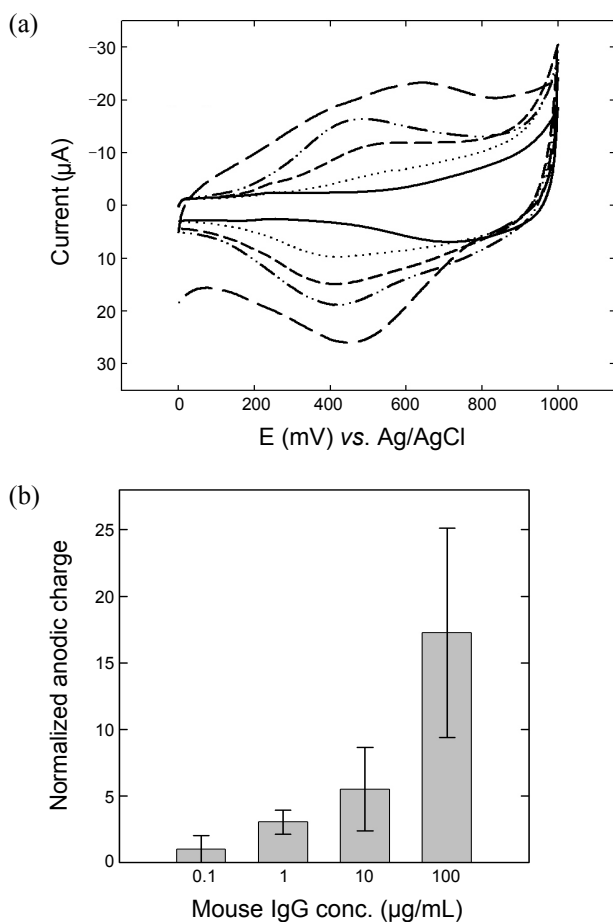 (a)
-30
-20
-10
0
10
20
30
Current (µA)
0 200 400 600 800 1000
E (mV) vs. Ag/AgCl
(b)
25
20
15
10
5
0
Normalized anodic charge
0.1 1 10 100
Mouse IgG conc. (µg/mL)